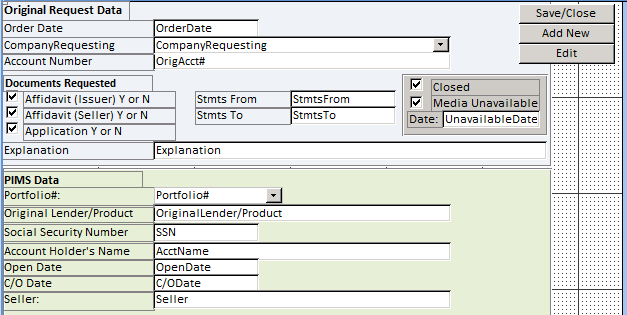 Original Request Data
Save/Close
Order Date OrderDate
Add New
CompanyRequesting CompanyRequesting
Edit
Account Number OrigAcct#
Documents Requested
Closed
Affidavit (Issuer) Y or N Stmts From StmtsFrom
Media Unavailable
Affidavit (Seller) Y or N Stmts To StmtsTo
Date: UnavailableDate
Application Y or N
Explanation Explanation
PIMS Data
Portfolio#: Portfolio#
Original Lender/Product OriginalLender/Product
Social Security Number SSN
Account Holder's Name AcctName
Open Date OpenDate
C/O Date C/ODate
Seller: Seller